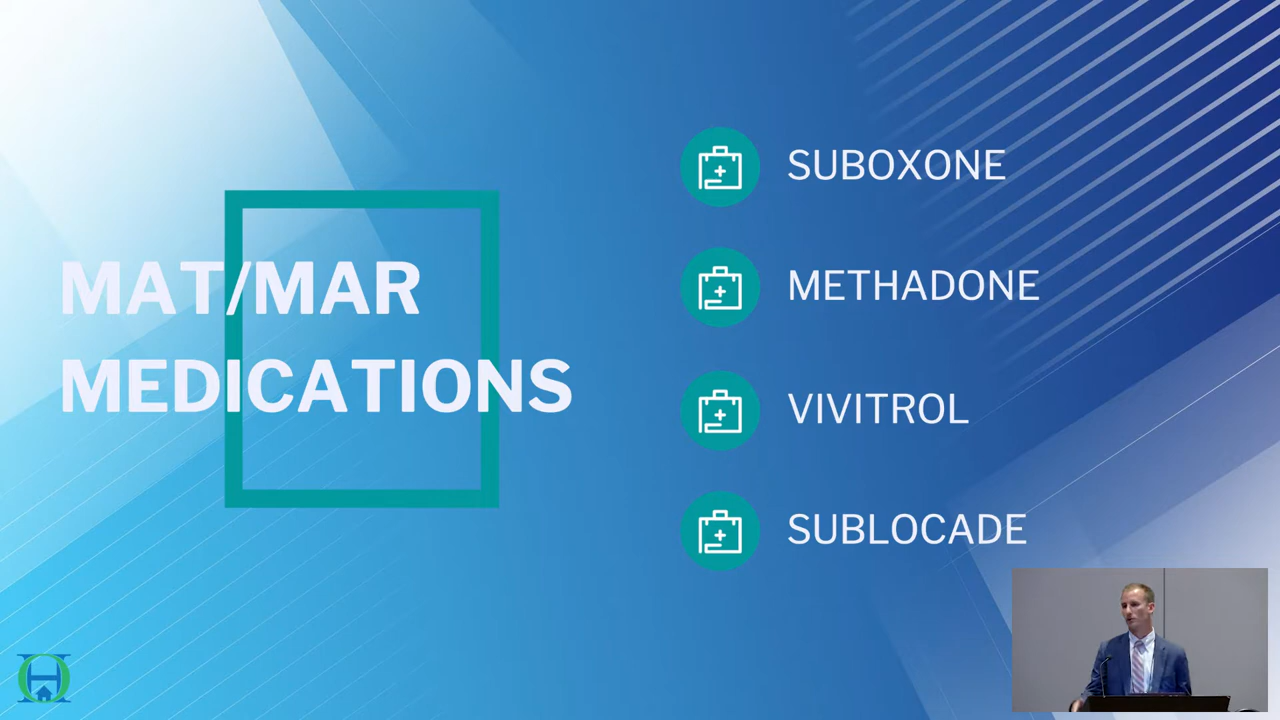 MAT/MAR
MEDICATIONS
SUBOXONE
METHADONE
VIVITROL
SUBLOCADE